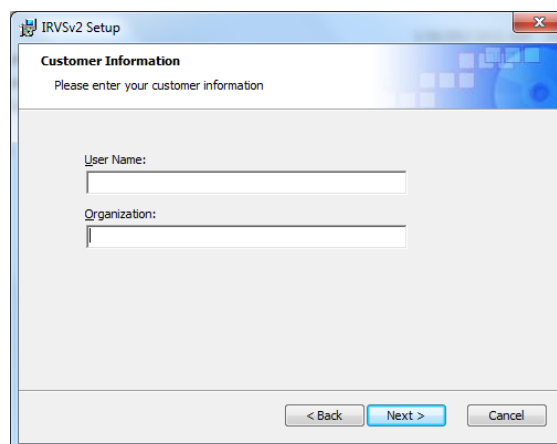 IRVSv2 Setup
Customer Information
Please enter your customer information
User Name:
Organization:
< Back Next > Cancel